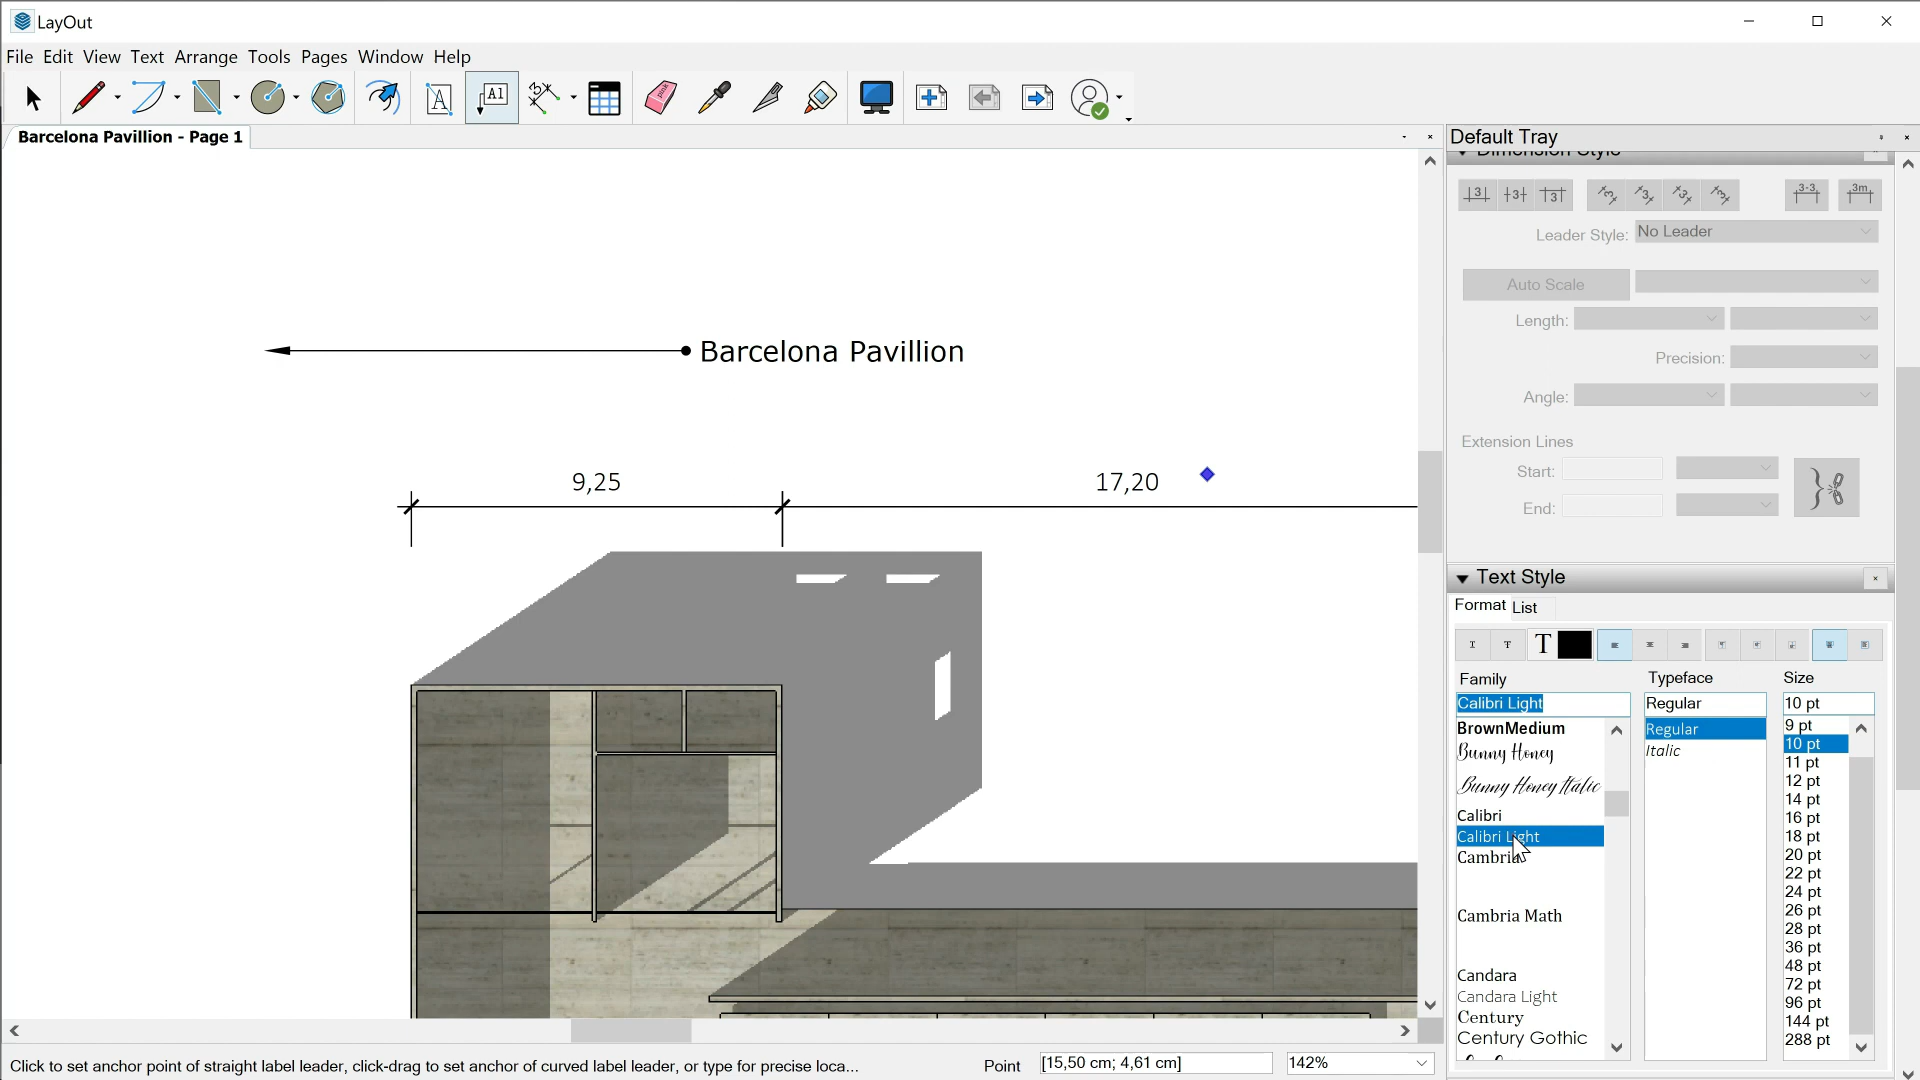 LayOut
File Edit View Text Arrange Tools Pages Window Help
A1
Barcelona Pavillion - Page 1
Default Tray
Dimension Style
Leader Style: No Leader
Auto Scale
Length:
Precision:
Angle:
Extension Lines
Start:
End:
Barcelona Pavillion
9,25
17,20
Text Style
Format List
Family Typeface Size
Calibri Light Regular 10 pt
BrownMedium
Bunny Honey
Bunny Honey Italic
Calibri
Calibri Light
Cambria
Cambria Math
Candara
Candara Light
Century
Century Gothic
Regular
Italic
9 pt
10 pt
11 pt
12 pt
14 pt
16 pt
18 pt
20 pt
22 pt
24 pt
26 pt
28 pt
36 pt
48 pt
72 pt
96 pt
144 pt
288 pt
Click to set anchor point of straight label leader, click-drag to set anchor of curved label leader, or type for precise loca...
Point [15,50 cm; 4,61 cm] 142%